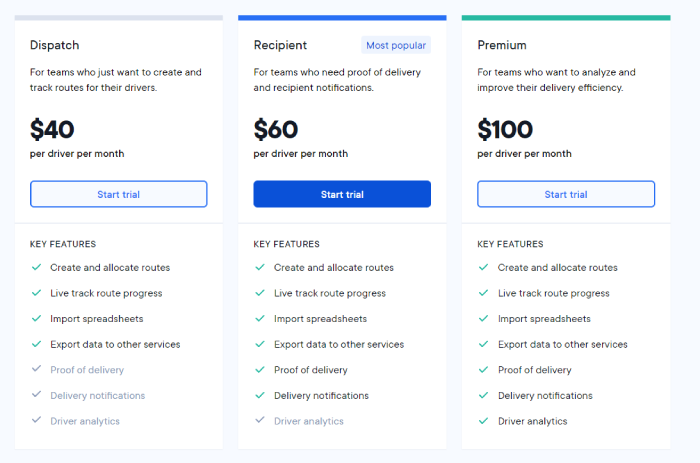 Dispatch
For teams who just want to create and
track routes for their drivers.
$40
per driver per month
Start trial
KEY FEATURES
Create and allocate routes
Live track route progress
Import spreadsheets
Export data to other services
Proof of delivery
Delivery notifications
Driver analytics
Recipient
Most popular
For teams who need proof of delivery
and recipient notifications.
$60
per driver per month
Start trial
KEY FEATURES
Create and allocate routes
Live track route progress
Import spreadsheets
Export data to other services
Proof of delivery
Delivery notifications
Driver analytics
Premium
For teams who want to analyze and
improve their delivery efficiency.
$100
per driver per month
Start trial
KEY FEATURES
Create and allocate routes
Live track route progress
Import spreadsheets
Export data to other services
Proof of delivery
Delivery notifications
Driver analytics